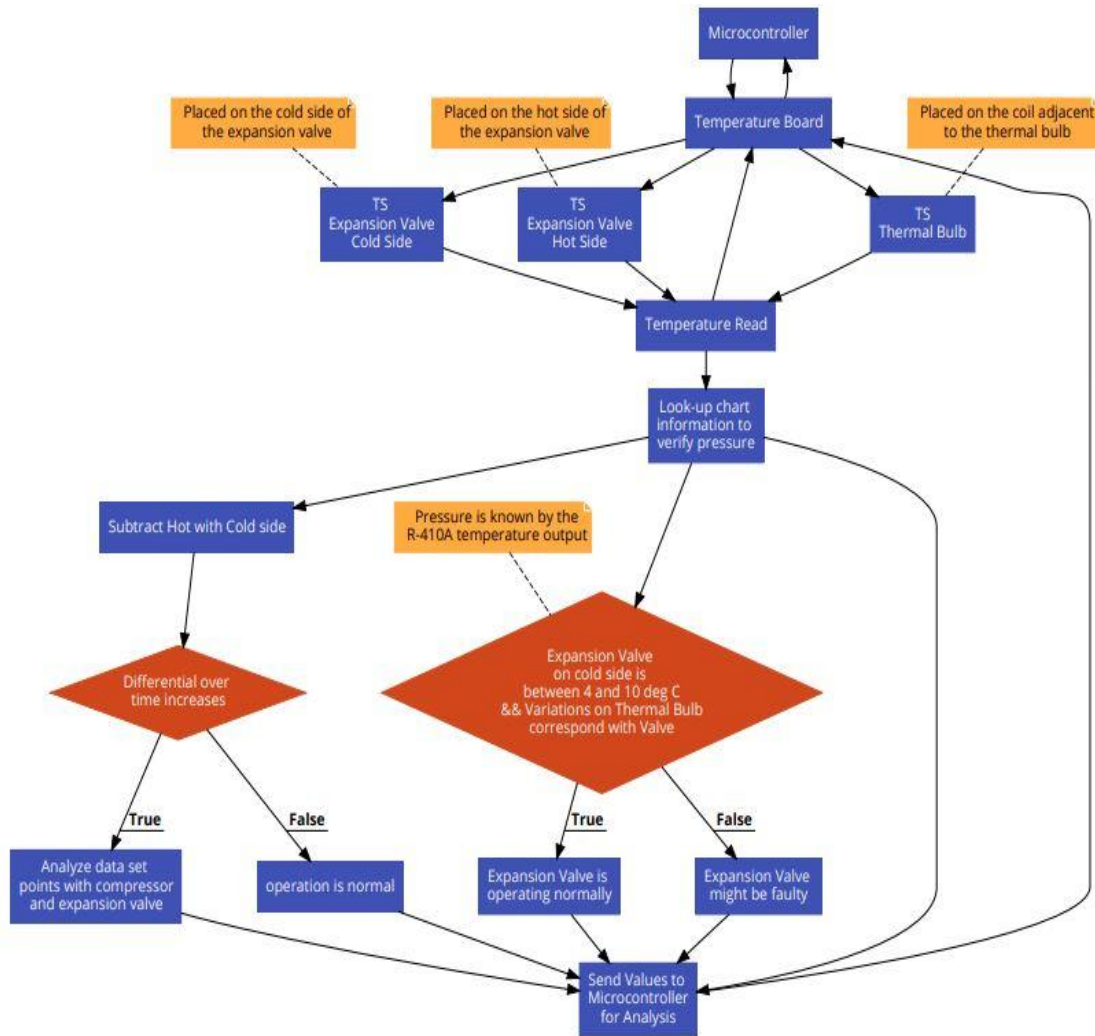 Microcontroller
Placed on the cold side of
the expansion valve
Placed on the hot side of
the expansion valve
Temperature Board
Placed on the coil adjacent
to the thermal bulb
TS
Expansion Valve
Cold Side
TS
Expansion Valve
Hot Side
TS
Thermal Bulb
Temperature Read
Look-up chart
information to
verify pressure
Subtract Hot with Cold side
Pressure is known by the
R-410A temperature output
Differential over
time increases
Expansion Valve
on cold side is
between 4 and 10 deg C
&& Variations on Thermal Bulb
correspond with Valve
True
False
True
False
Analyze data set
points with compressor
and expansion valve
operation is normal
Expansion Valve is
operating normally
Expansion Valve
might be faulty
Send Values to
Microcontroller
for Analysis